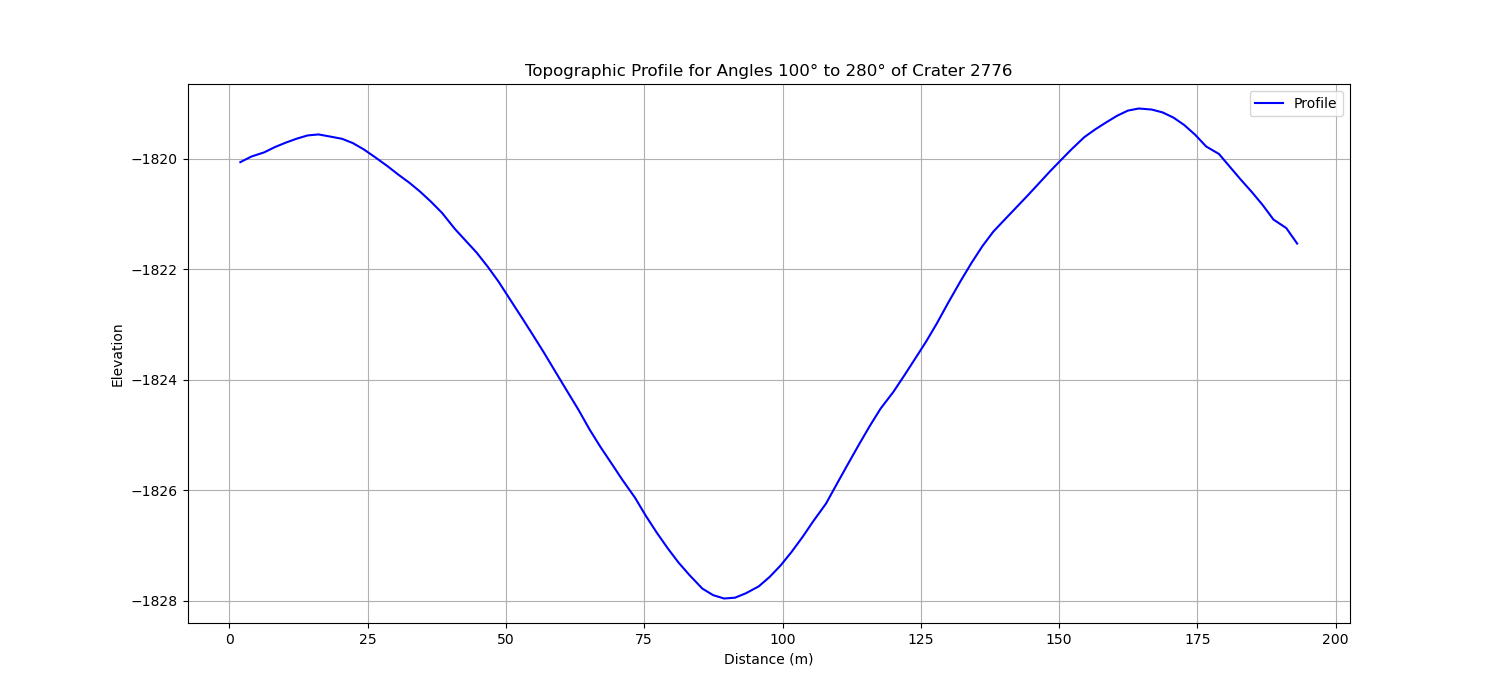 Topographic Profile for Angles 100° to 280° of Crater 2776
Profile
Elevation
−1820
−1822
−1824
−1826
−1828
0 25 50 75 100 125 150 175 200
Distance (m)